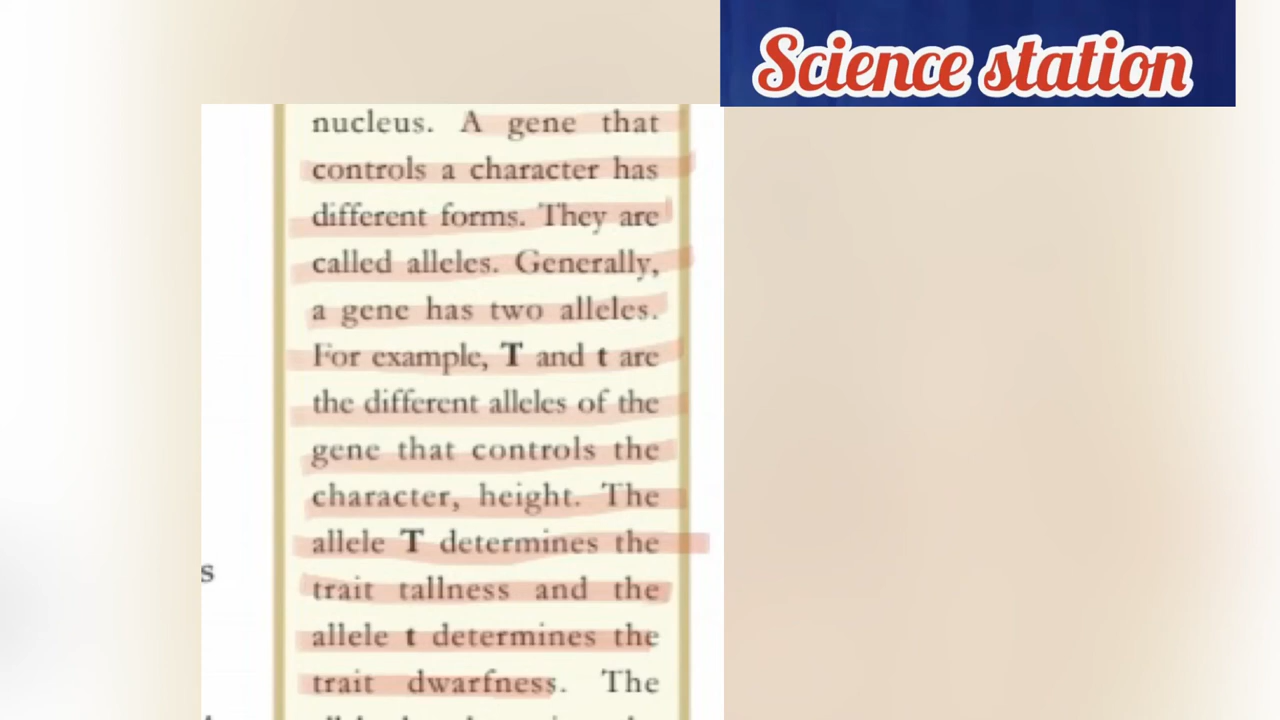 Science station
nucleus. A gene that
controls a character has
different forms. They are
called alleles. Generally,
a gene has two alleles.
For example, T and t are
the different alleles of the
gene that controls the
character, height. The
allele T determines the
s
trait tallness and the
allele t determines the
trait dwarfness. The